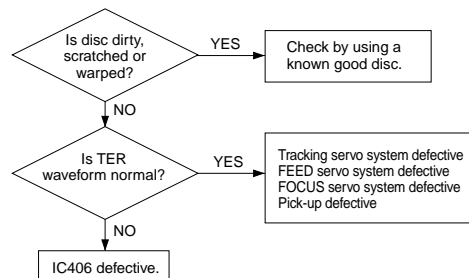 Is disc dirty,
scratched or
warped?
YES
Check by using a
known good disc.
NO
Is TER
waveform normal?
YES
Tracking servo system defective
FEED servo system defective
FOCUS servo system defective
Pick-up defective
NO
IC406 defective.